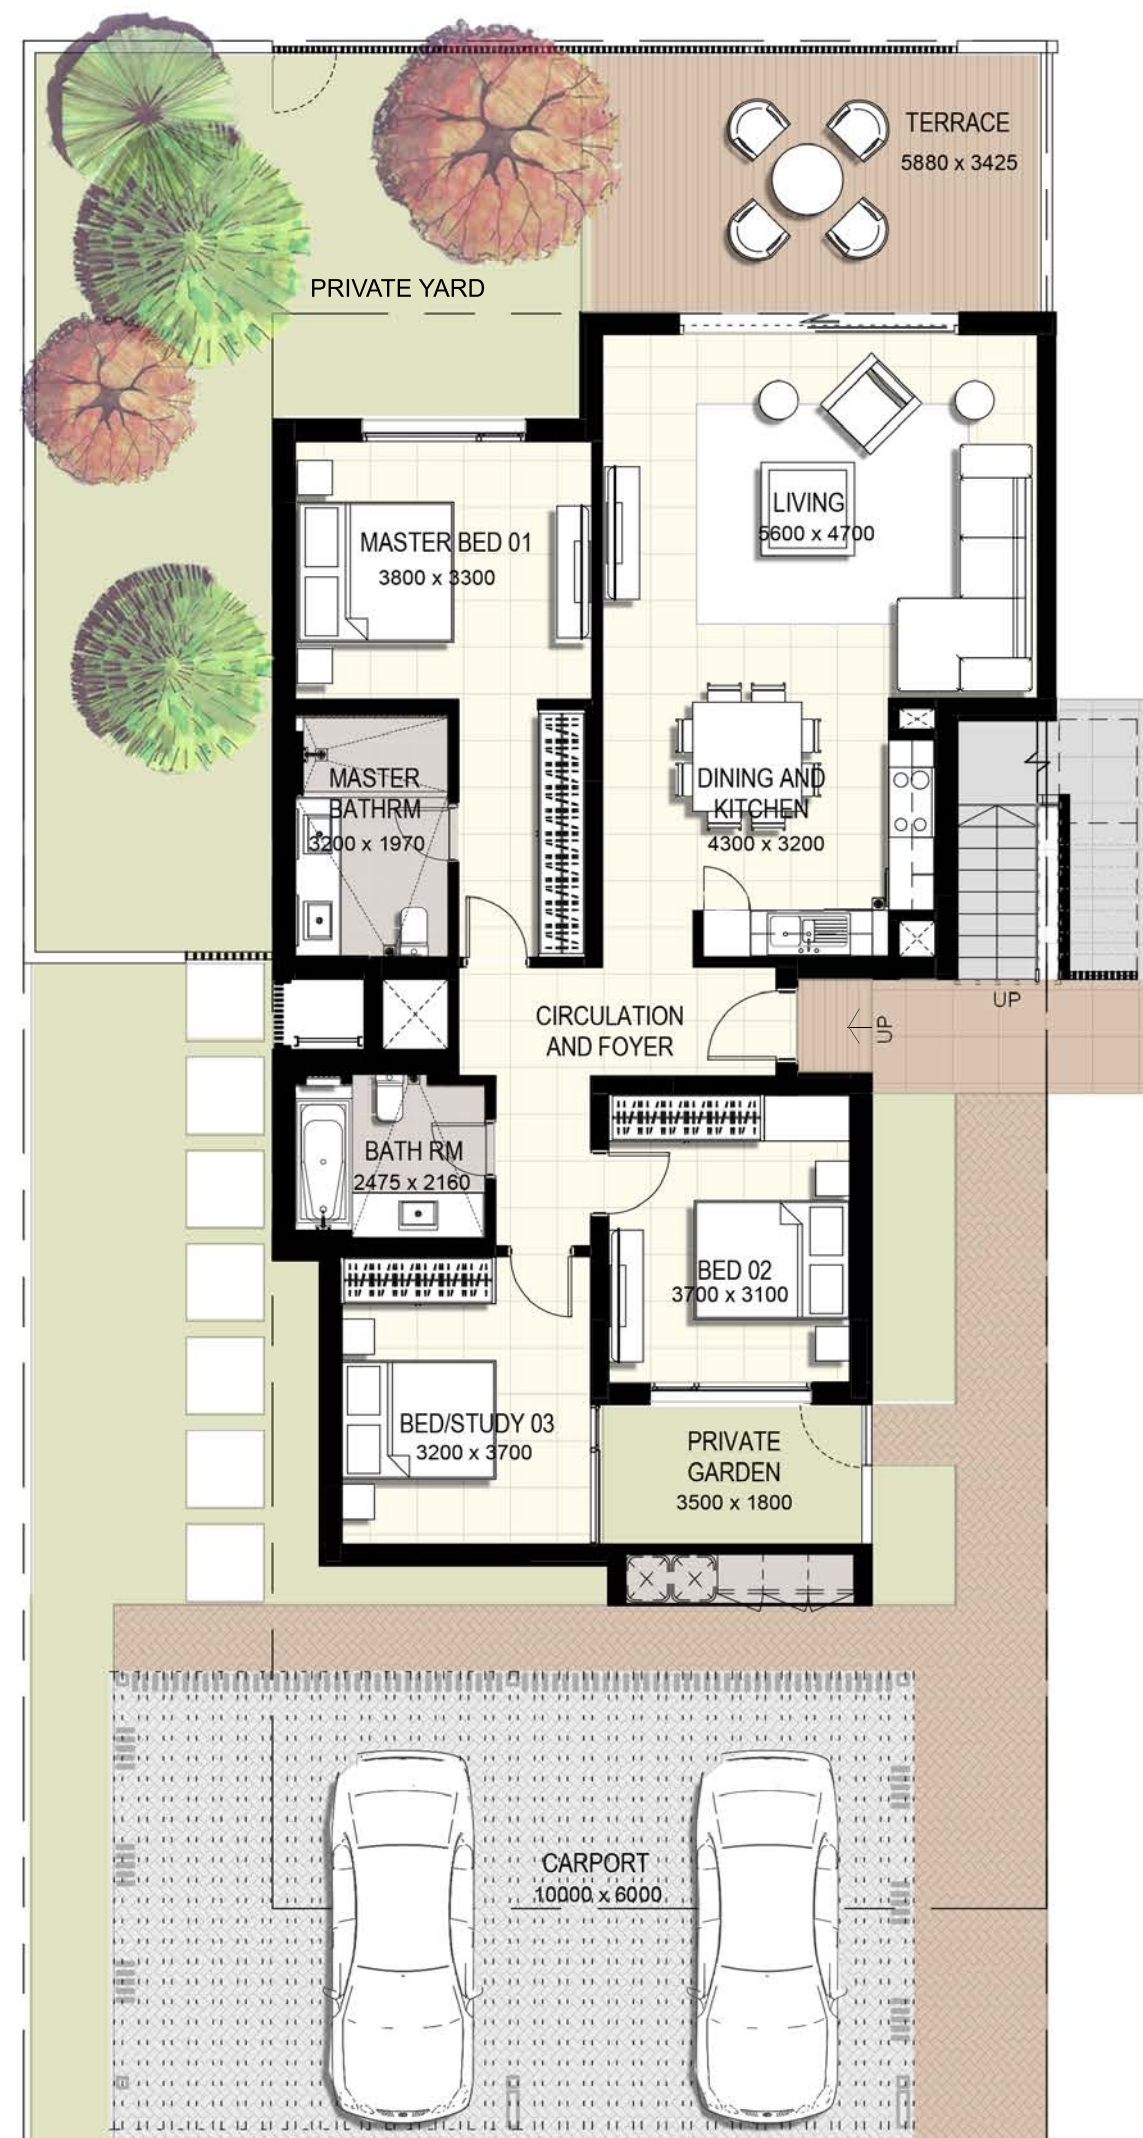 TERRACE
5880 x 3425
PRIVATE YARD
LIVING
5600 x 4700
MASTER BED 01
3800 x 3300
MASTER
BATHRM
3200 x 1970
DINING AND
KITCHEN
4300 x 3200
UP
CIRCULATION
AND FOYER
UP
BATH RM
2475 x 2160
BED 02
3700 x 3100
BED/STUDY 03
3200 x 3700
PRIVATE
GARDEN
3500 x 1800
CARPORT
10000 x 6000